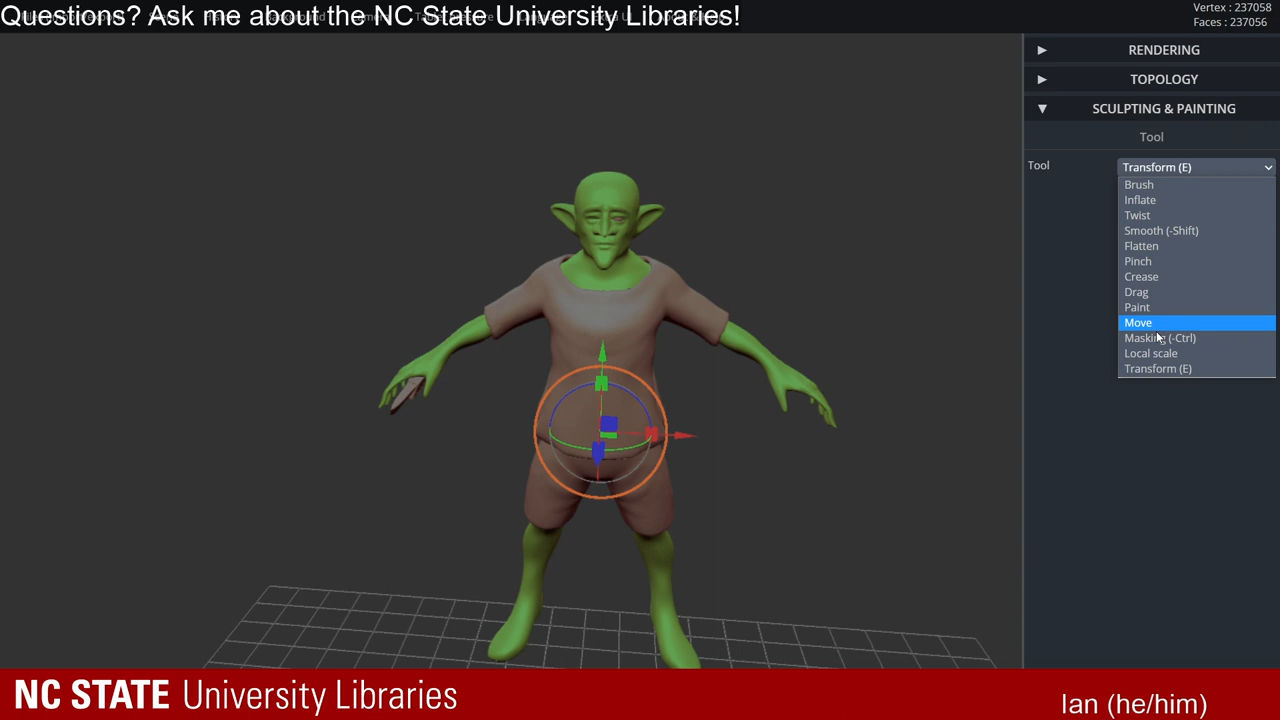 Questions? Ask me about the NC State University Libraries!
Vertex : 237058
Faces : 237056
RENDERING
TOPOLOGY
SCULPTING & PAINTING
Tool
Tool
Transform (E)
Brush
Inflate
Twist
Smooth (-Shift)
Flatten
Pinch
Crease
Drag
Paint
Move
Masking (-Ctrl)
Local scale
Transform (E)
NC STATE University Libraries
Ian (he/him)